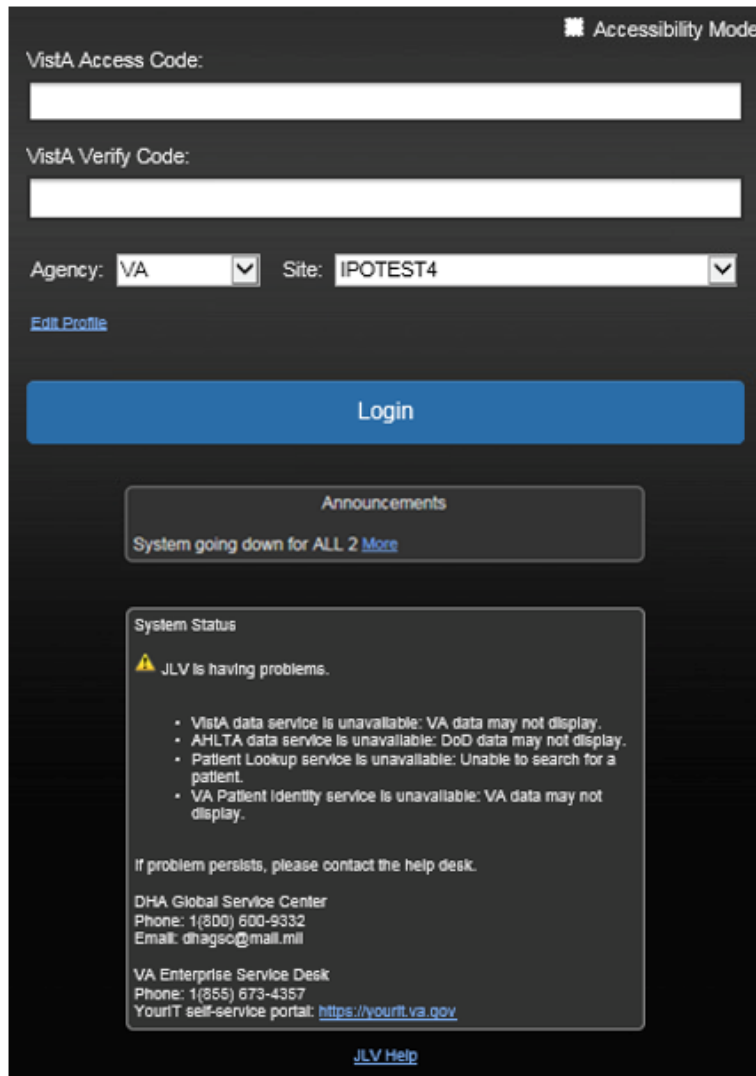 Accessibility Mode
VistA Access Code:
VistA Verify Code:
Agency: VA Site: IPOTEST4
Edit Profile
Login
Announcements
System going down for ALL 2 More
System Status
JLV is having problems.
• VistA data service is unavailable: VA data may not display.
• AHLTA data service is unavailable: DoD data may not display.
• Patient Lookup service is unavailable: Unable to search for a
patient.
• VA Patient Identity service is unavailable: VA data may not
display.
If problem persists, please contact the help desk.
DHA Global Service Center
Phone: 1(800) 600-9332
Email: dhagsc@mail.mil
VA Enterprise Service Desk
Phone: 1(855) 673-4357
YourIT self-service portal: https://yourit.va.gov
JLV Help